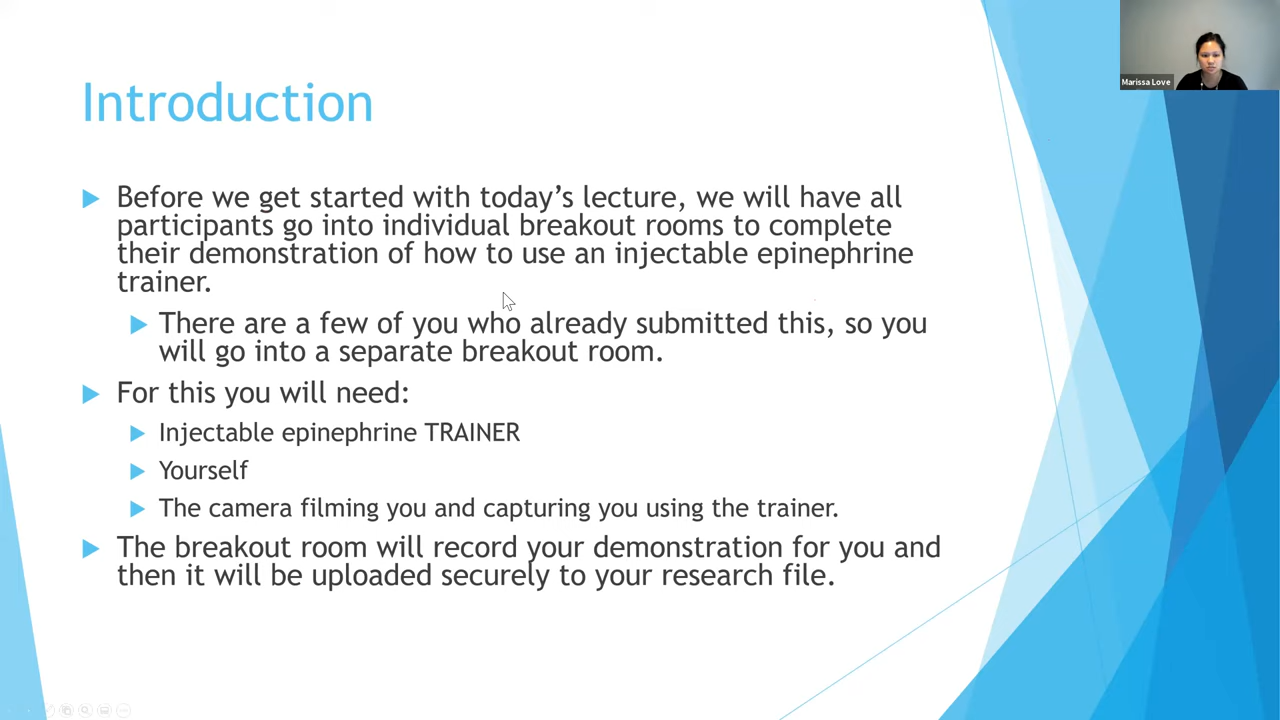 Introduction
Before we get started with today's lecture, we will have all
participants go into individual breakout rooms to complete
their demonstration of how to use an injectable epinephrine
trainer.
There are a few of you who already submitted this, so you
will go into a separate breakout room.
For this you will need:
Injectable epinephrine TRAINER
Yourself
The camera filming you and capturing you using the trainer.
The breakout room will record your demonstration for you and
then it will be uploaded securely to your research file.
Marissa Love